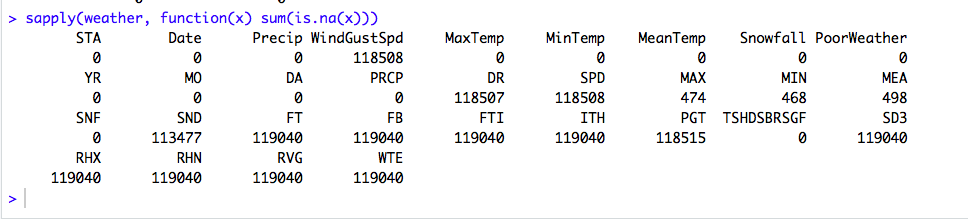 > sapply(weather, function(x) sum(is.na(x)))
STA Date Precip WindGustSpd MaxTemp MinTemp MeanTemp Snowfall PoorWeather
0 0 0 118508 0 0 0 0 0
YR MO DA PRCP DR SPD MAX MIN MEA
0 0 0 0 118507 118508 474 468 498
SNF SND FT FB FTI ITH PGT TSHDSBRSGF SD3
0 113477 119040 119040 119040 119040 118515 0 119040
RHX RHN RVG WTE
119040 119040 119040 119040
>